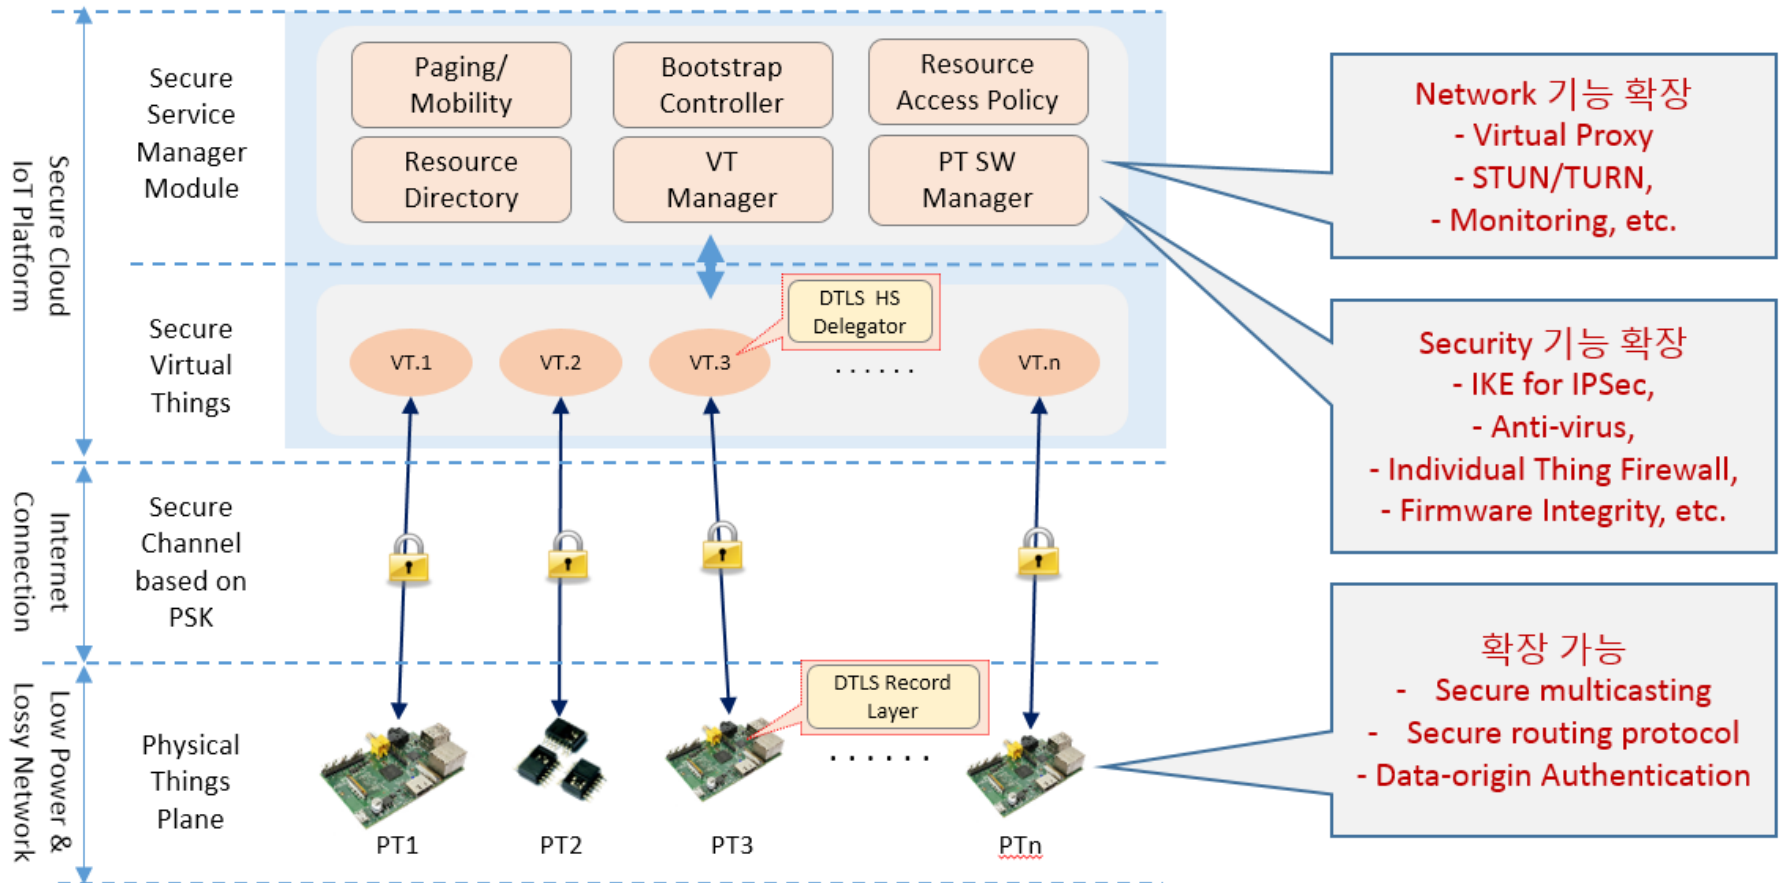 Secure Cloud
IoT Platform
Internet
Connection
Low Power &
Lossy Network
Secure
Service
Manager
Module
Paging/
Mobility
Bootstrap
Controller
Resource
Access Policy
Resource
Directory
VT
Manager
PT SW
Manager
Secure
Virtual
Things
DTLS HS
Delegator
VT.1
VT.2
VT.3
......
VT.n
Secure
Channel
based on
PSK
Physical
Things
Plane
DTLS Record
Layer
......
PT1
PT2
PT3
PTn
Network 기능 확장
- Virtual Proxy
- STUN/TURN,
- Monitoring, etc.
Security 기능 확장
- IKE for IPSec,
- Anti-virus,
- Individual Thing Firewall,
- Firmware Integrity, etc.
확장 가능
- Secure multicasting
- Secure routing protocol
- Data-origin Authentication